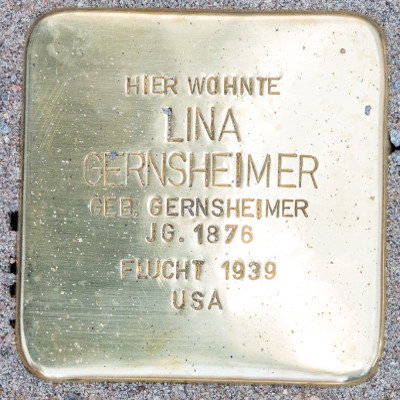 HIER WOHNTE
LINA
GERNSHEIMER
GEB. GERNSHEIMER
JG. 1876
FLUCHT 1939
USA